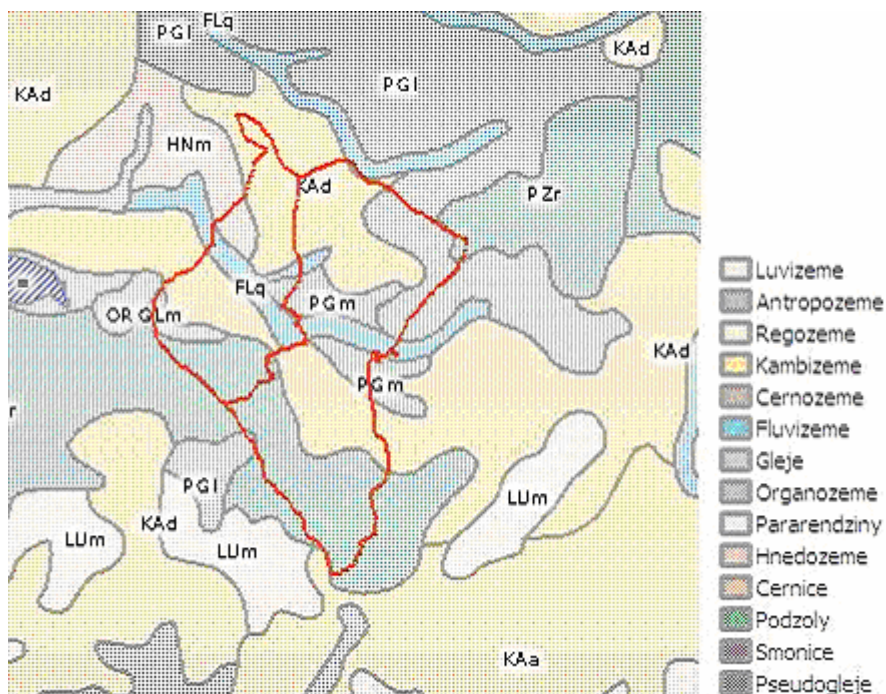 FLq
PGl
KAd
PGl
KAd
HNm
KAd
PZr
FLq
PGm
OR GLm
KAd
r
PGm
PGl
LUm
KAd
LUm
LUm
KAa
Luvizeme
Antropozeme
Regozeme
Kambizeme
Cernozeme
Fluvizeme
Gleje
Organozeme
Pararendziny
Hnedozeme
Cernice
Podzoly
Smonice
Pseudogleje